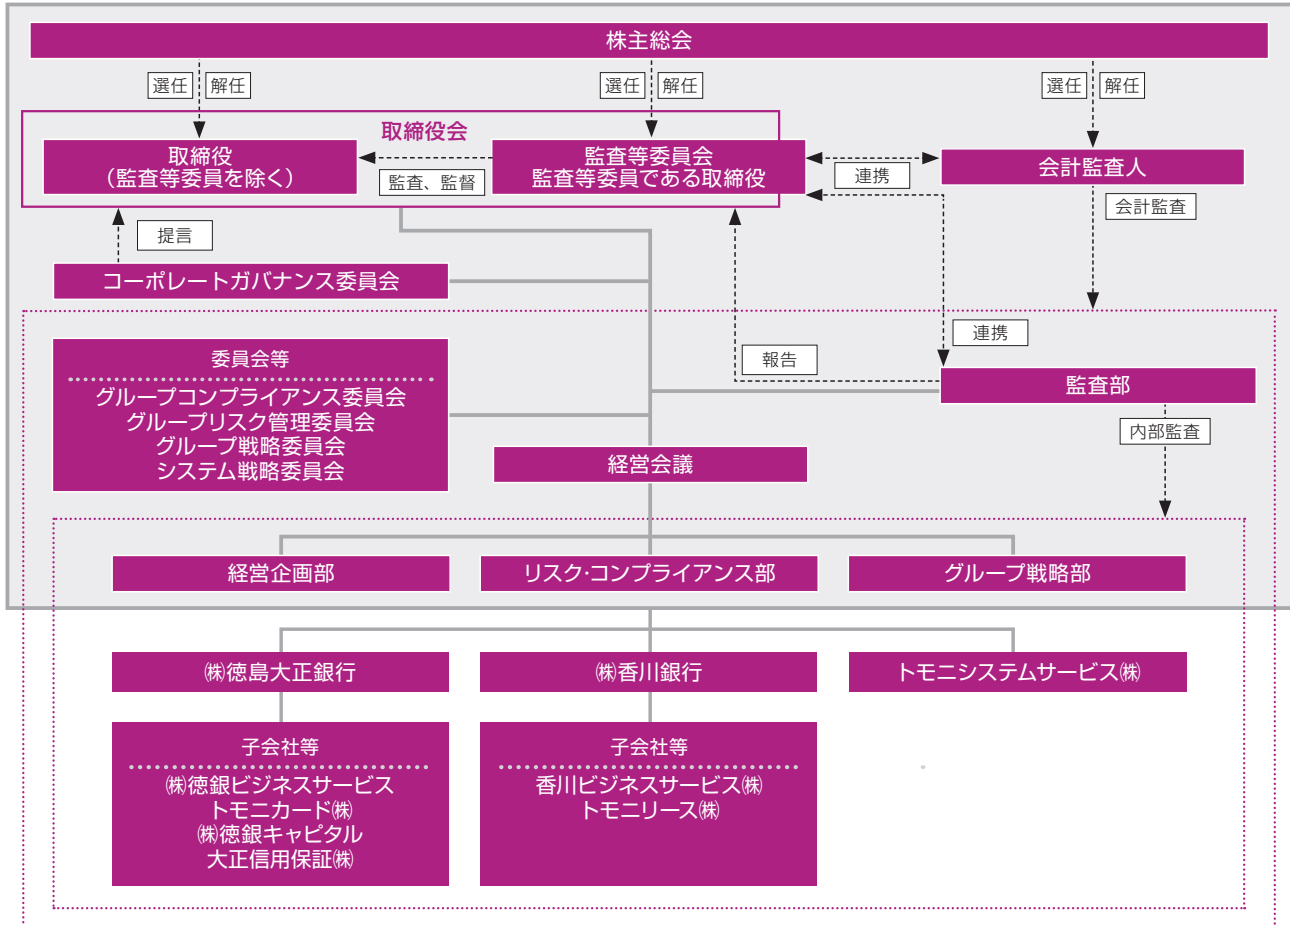 株主総会
選任
解任
選任
解任
選任
解任
取締役会
取締役
（監査等委員を除く）
監査、監督
監査等委員会
監査等委員である取締役
連携
会計監査人
会計監査
提言
コーポレートガバナンス委員会
連携
報告
監査部
内部監査
委員会等
グループコンプライアンス委員会
グループリスク管理委員会
グループ戦略委員会
システム戦略委員会
経営会議
経営企画部
リスク・コンプライアンス部
グループ戦略部
㈱徳島大正銀行
㈱香川銀行
トモニシステムサービス㈱
子会社等
㈱徳銀ビジネスサービス
トモニカード㈱
㈱徳銀キャピタル
大正信用保証㈱
子会社等
香川ビジネスサービス㈱
トモニリース㈱